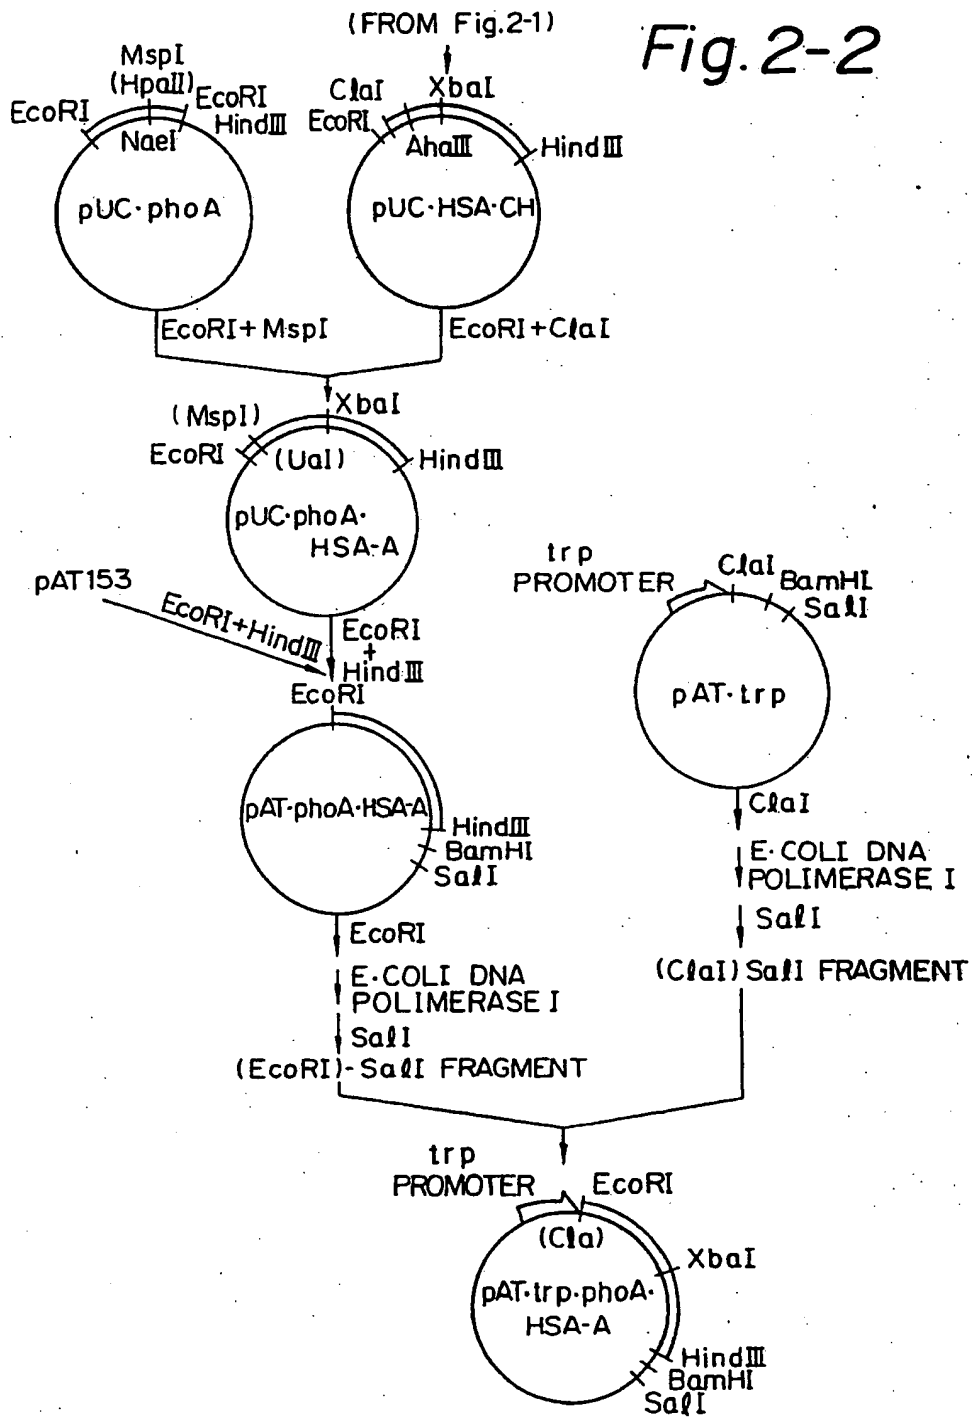 (FROM Fig.2-1)
Fig.2-2
MspI
(HpaII)
EcoRI
EcoRI
HindIII
NaeI
pUC·phoA
ClaI
XbaI
EcoRI
AhaIII
HindIII
pUC·HSA·CH
EcoRI+MspI
EcoRI+ClaI
(MspI)
XbaI
EcoRI
(UaI)
HindIII
pUC·phoA·
HSA-A
pAT153
EcoRI+HindIII
EcoRI
+
HindIII
EcoRI
pAT·phoA·HSA-A
HindIII
BamHI
SalI
EcoRI
E·COLI DNA
POLIMERASE I
SalI
(EcoRI)-SalI FRAGMENT
trp
PROMOTER
ClaI
BamHI
SalI
pAT·trp
ClaI
E·COLI DNA
POLIMERASE I
SalI
(ClaI)SalI FRAGMENT
trp
PROMOTER
EcoRI
(Cla)
XbaI
pAT·trp·phoA·
HSA-A
HindIII
BamHI
SalI